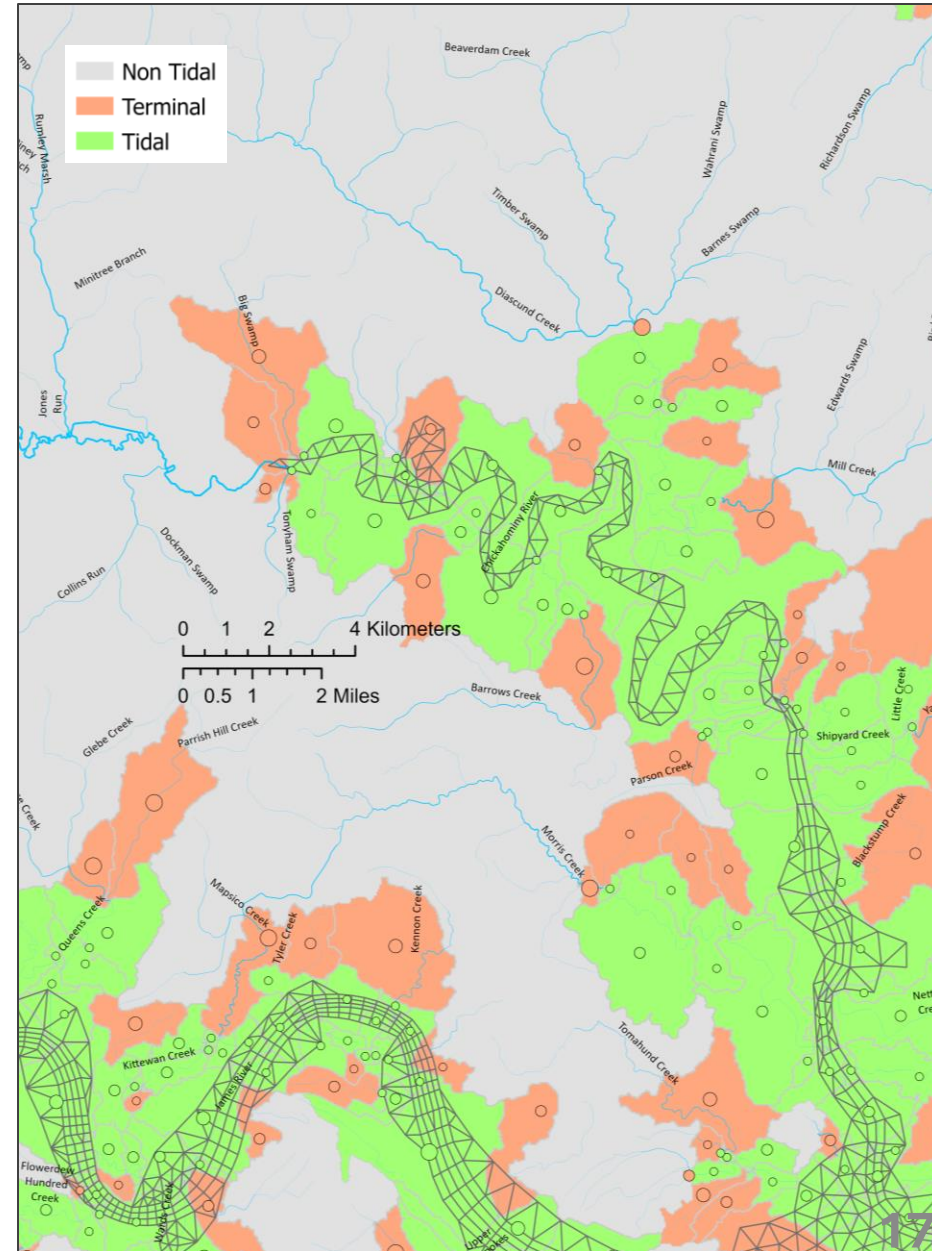 Non Tidal
Terminal
Tidal
Beaverdam Creek
Rumley Marsh
Wahrani Swamp
Richardson Swamp
Timber Swamp
Barnes Swamp
Minitree Branch
Diascund Creek
Big Swamp
Edwards Swamp
Jones
Run
Mill Creek
Chickahominy River
Tonyham Swamp
Dockman Swamp
Collins Run
0 1 2 4 Kilometers
0 0.5 1 2 Miles
Barrows Creek
Little Creek
Glebe Creek
Parrish Hill Creek
Shipyard Creek
Parson Creek
Blackstump Creek
Morris Creek
Mapsico Creek
Tyler Creek
Kennon Creek
Queens Creek
Tomahund Creek
Kittewan Creek
James River
Flowerdew
Hundred
Creek
Wards Creek
Upper
17